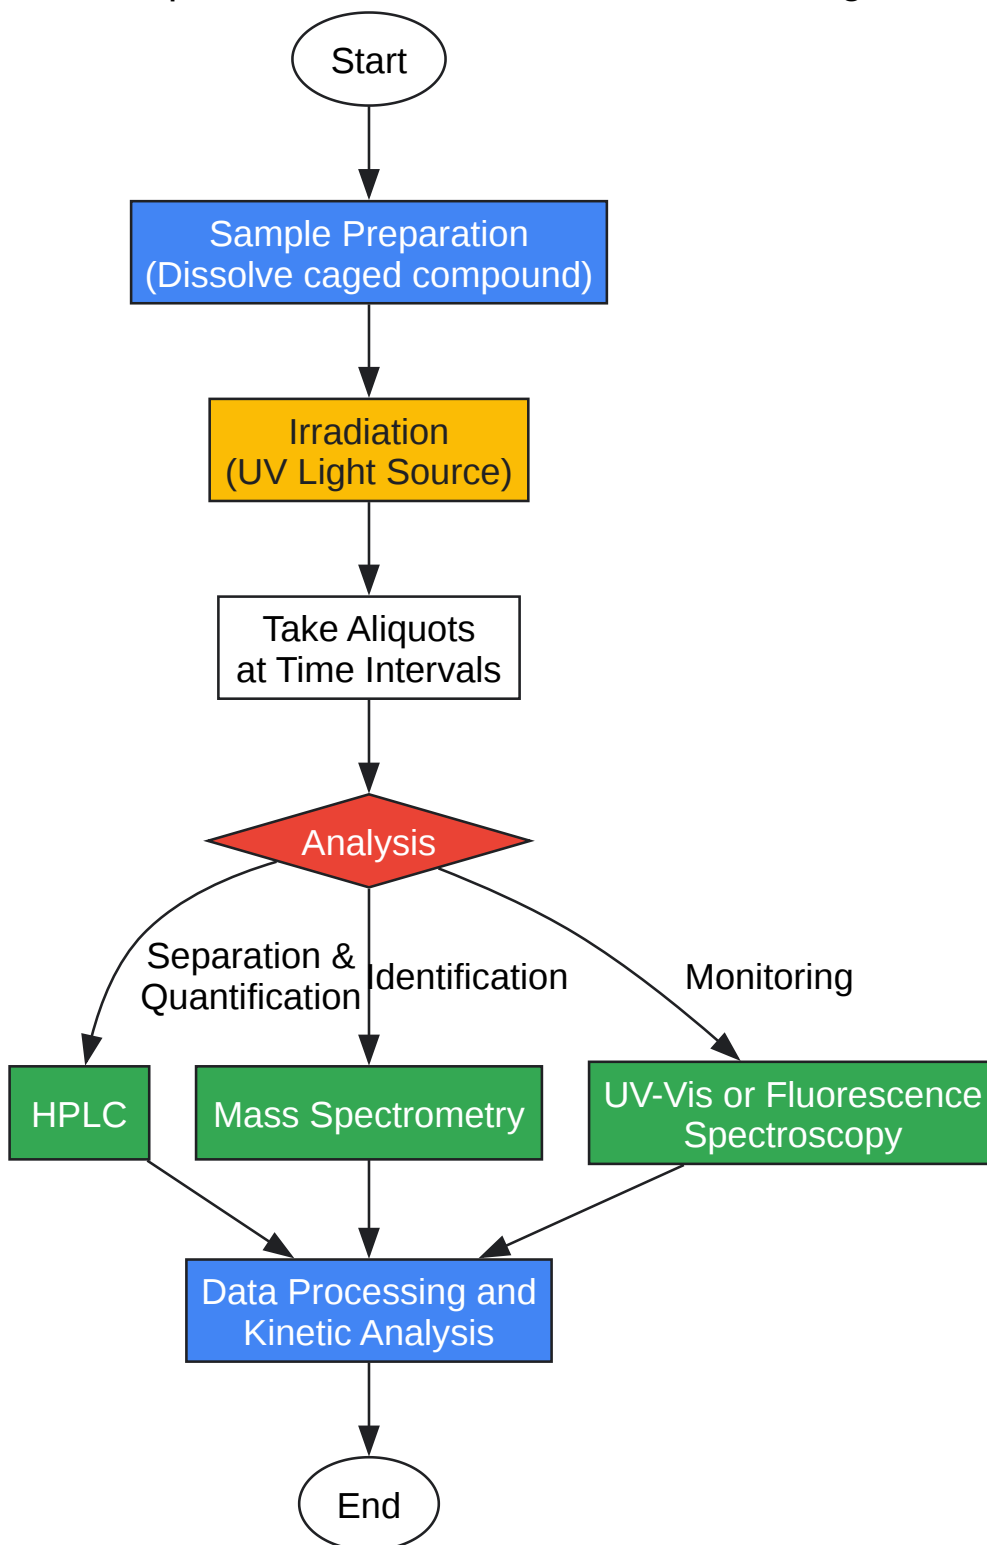 Start
Sample Preparation
(Dissolve caged compound)
Irradiation
(UV Light Source)
Take Aliquots
at Time Intervals
Analysis
Separation &
Quantification
Identification
Monitoring
HPLC
Mass Spectrometry
UV-Vis or Fluorescence
Spectroscopy
Data Processing and
Kinetic Analysis
End